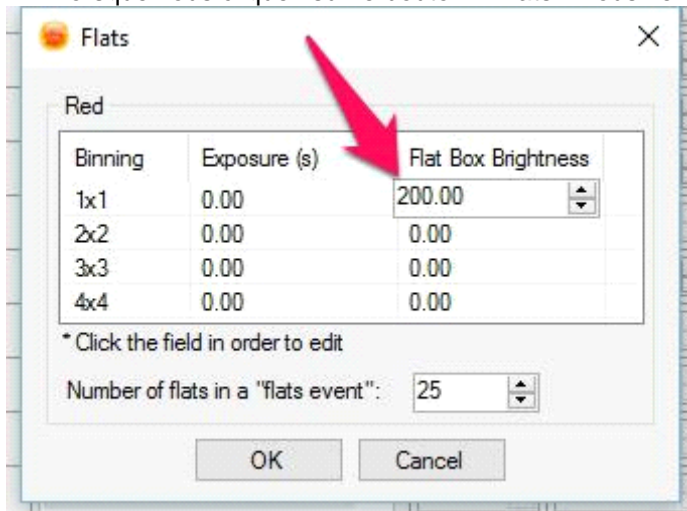 Flats
Red
Binning Exposure (s) Flat Box Brightness
1x1 0.00 200.00
2x2 0.00 0.00
3x3 0.00 0.00
4x4 0.00 0.00
* Click the field in order to edit
Number of flats in a "flats event": 25
OK Cancel